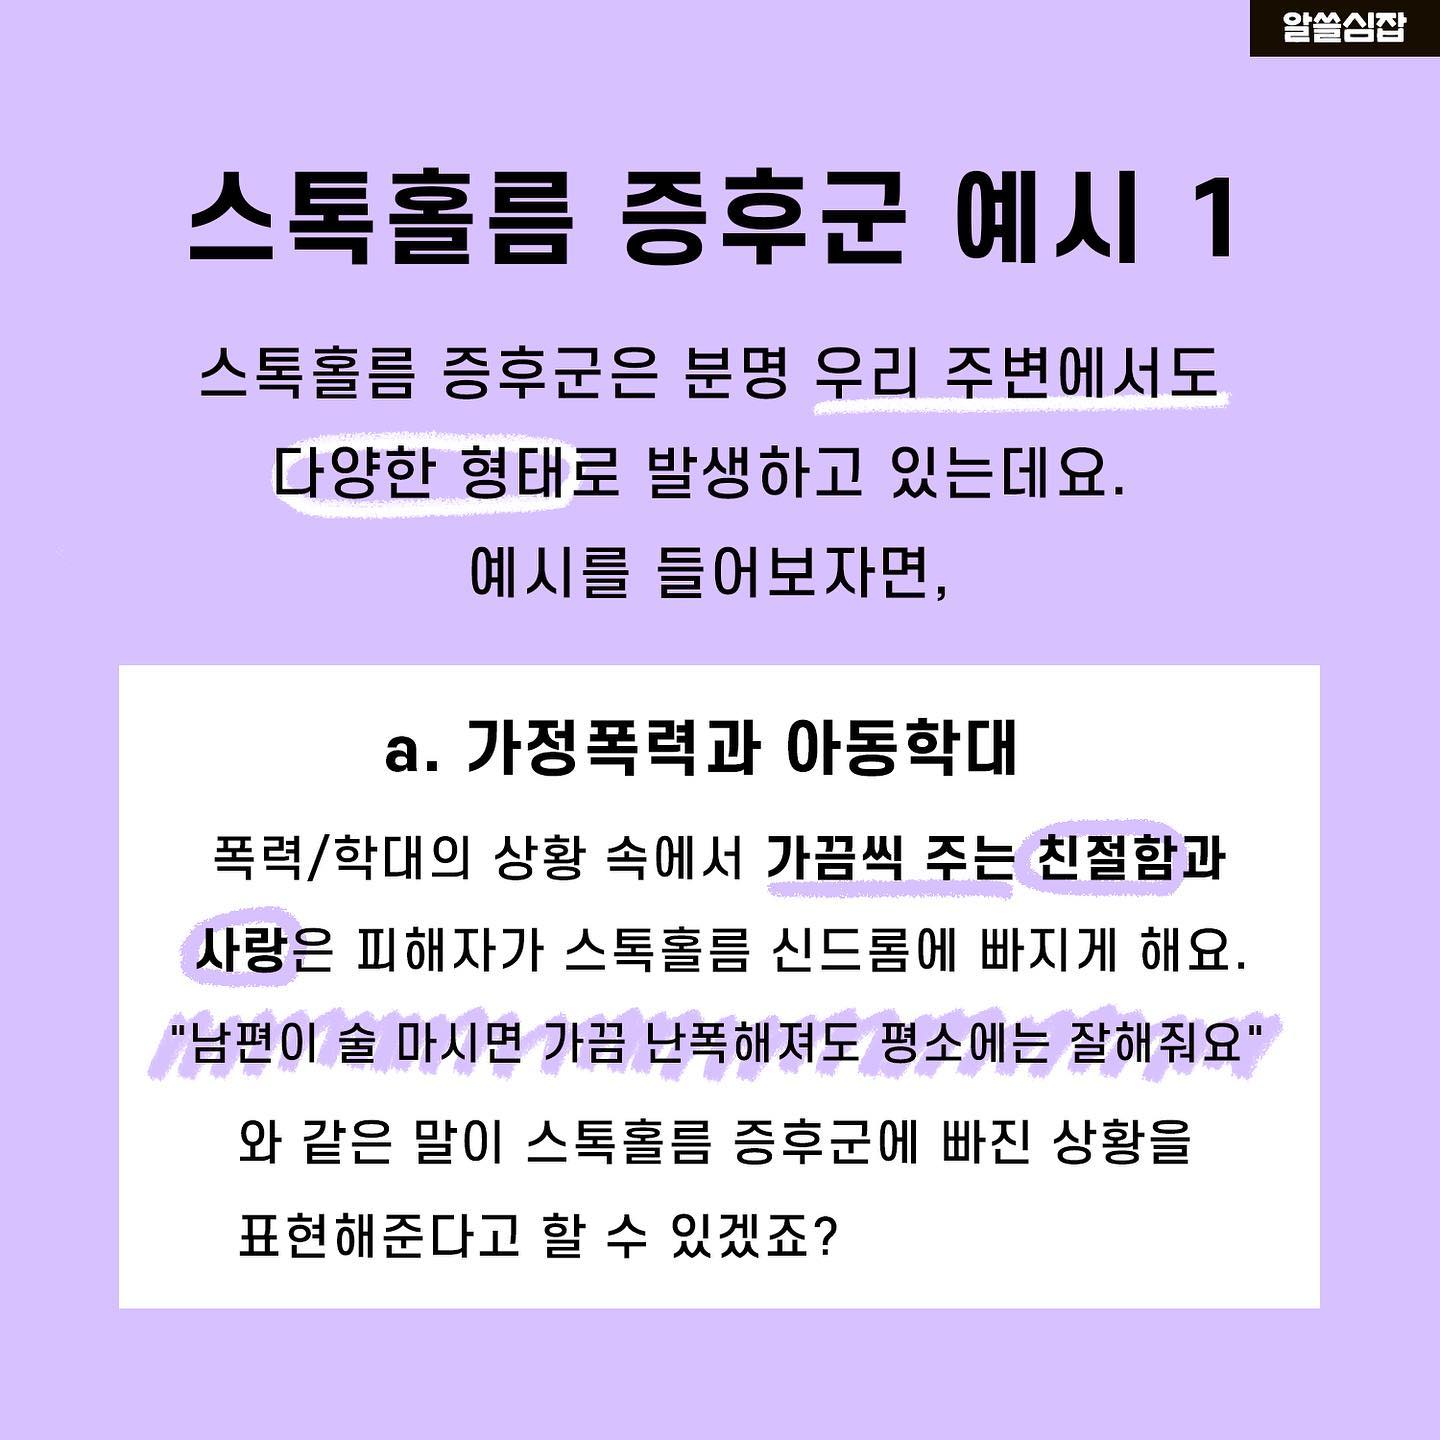 알쓸심잡
스톡홀름 증후군 예시 1
스톡홀름 증후군은 분명 우리 주변에서도
다양한 형태로 발생하고 있는데요.
예시를 들어보자면,
a. 가정폭력과 아동학대
폭력/학대의 상황 속에서 가끔씩 주는 친절함과
사랑은 피해자가 스톡홀름 신드롬에 빠지게 해요.
"남편이 술 마시면 가끔 난폭해져도 평소에는 잘해줘요"
와 같은 말이 스톡홀름 증후군에 빠진 상황을
표현해준다고 할 수 있겠죠?